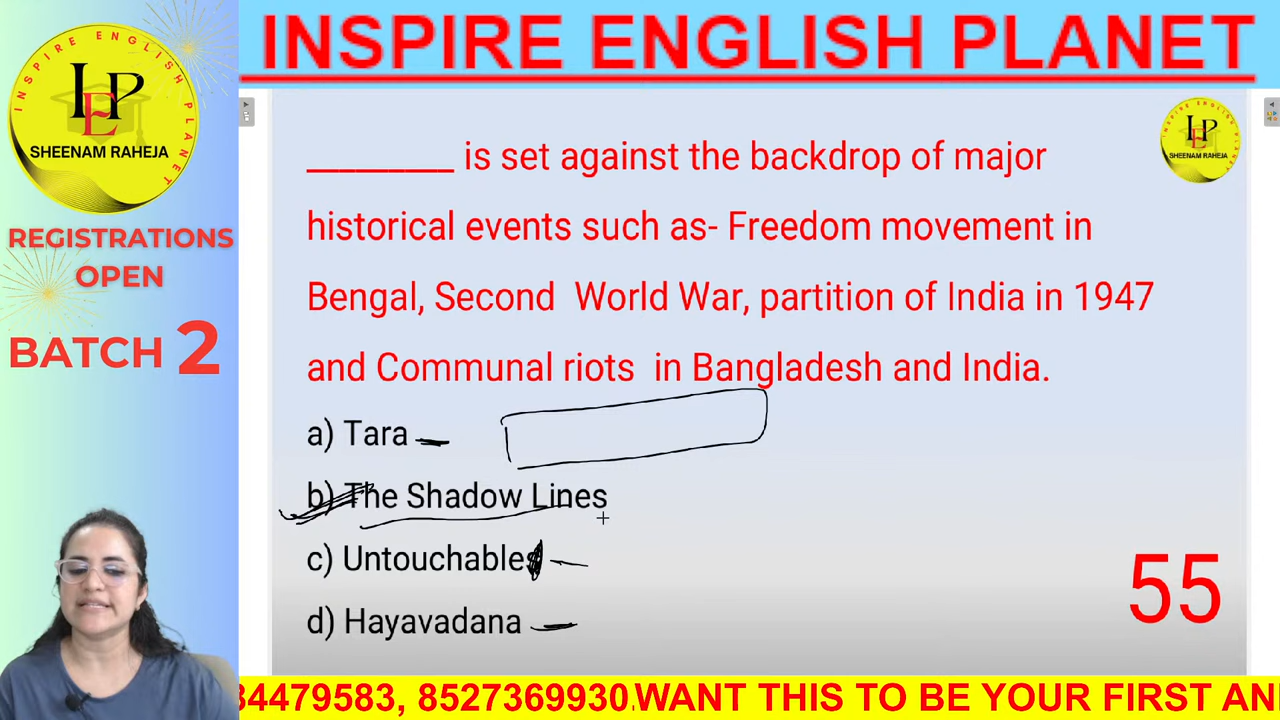 INSPIRE ENGLISH PLANET
INSPIRE ENGLISH PLANET
IEP
SHEENAM RAHEJA
REGISTRATIONS
OPEN
BATCH 2
IEP
SHEENAM RAHEJA
_________ is set against the backdrop of major
historical events such as- Freedom movement in
Bengal, Second World War, partition of India in 1947
and Communal riots in Bangladesh and India.
a) Tara
b) The Shadow Lines
c) Untouchables
d) Hayavadana
55
34479583, 8527369930. WANT THIS TO BE YOUR FIRST AN